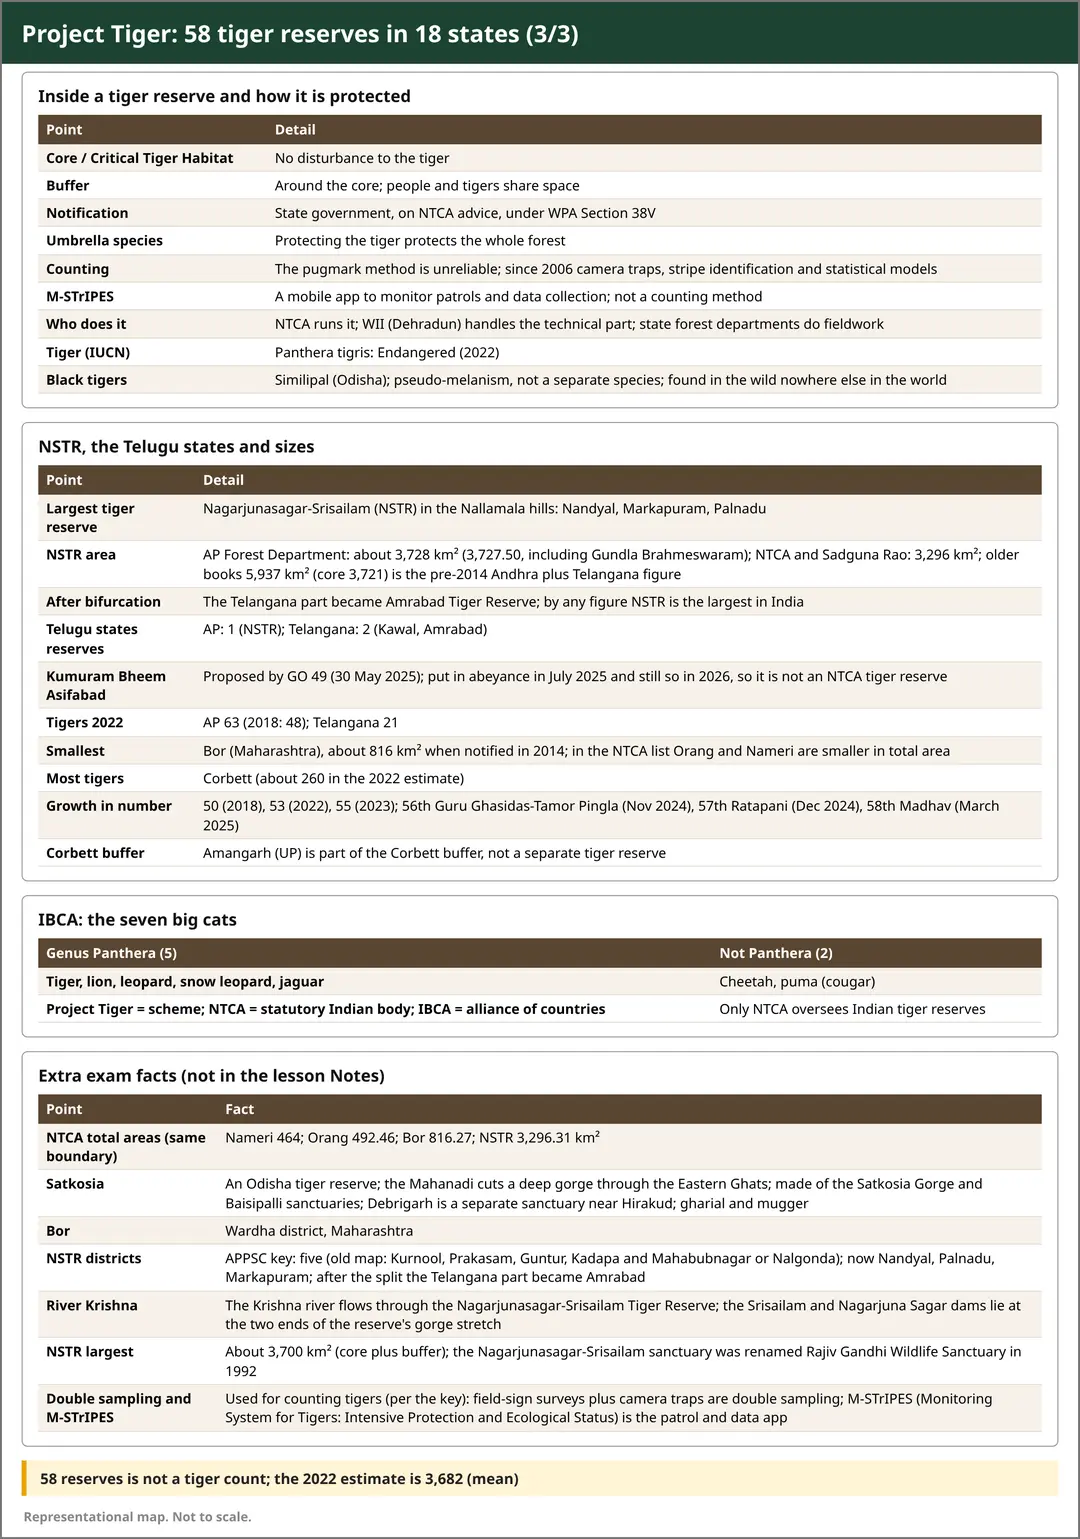 Project Tiger: 58 tiger reserves in 18 states (3/3)
Inside a tiger reserve and how it is protected
Point Detail
Core / Critical Tiger Habitat No disturbance to the tiger
Buffer Around the core; people and tigers share space
Notification State government, on NTCA advice, under WPA Section 38V
Umbrella species Protecting the tiger protects the whole forest
Counting The pugmark method is unreliable; since 2006 camera traps, stripe identification and statistical models
M-STrIPES A mobile app to monitor patrols and data collection; not a counting method
Who does it NTCA runs it; WII (Dehradun) handles the technical part; state forest departments do fieldwork
Tiger (IUCN) Panthera tigris: Endangered (2022)
Black tigers Similipal (Odisha); pseudo-melanism, not a separate species; found in the wild nowhere else in the world
NSTR, the Telugu states and sizes
Point Detail
Largest tiger Nagarjunasagar-Srisailam (NSTR) in the Nallamala hills: Nandyal, Markapuram, Palnadu
reserve
NSTR area AP Forest Department: about 3,728 km² (3,727.50, including Gundla Brahmeswaram); NTCA and Sadguna Rao: 3,296 km²; older
books 5,937 km² (core 3,721) is the pre-2014 Andhra plus Telangana figure
After bifurcation The Telangana part became Amrabad Tiger Reserve; by any figure NSTR is the largest in India
Telugu states AP: 1 (NSTR); Telangana: 2 (Kawal, Amrabad)
reserves
Kumuram Bheem Proposed by GO 49 (30 May 2025); put in abeyance in July 2025 and still so in 2026, so it is not an NTCA tiger reserve
Asifabad
Tigers 2022 AP 63 (2018: 48); Telangana 21
Smallest Bor (Maharashtra), about 816 km² when notified in 2014; in the NTCA list Orang and Nameri are smaller in total area
Most tigers Corbett (about 260 in the 2022 estimate)
Growth in number 50 (2018), 53 (2022), 55 (2023); 56th Guru Ghasidas-Tamor Pingla (Nov 2024), 57th Ratapani (Dec 2024), 58th Madhav (March
2025)
Corbett buffer Amangarh (UP) is part of the Corbett buffer, not a separate tiger reserve
IBCA: the seven big cats
Genus Panthera (5) Not Panthera (2)
Tiger, lion, leopard, snow leopard, jaguar Cheetah, puma (cougar)
Project Tiger = scheme; NTCA = statutory Indian body; IBCA = alliance of countries Only NTCA oversees Indian tiger reserves
Extra exam facts (not in the lesson Notes)
Point Fact
NTCA total areas (same Nameri 464; Orang 492.46; Bor 816.27; NSTR 3,296.31 km²
boundary)
Satkosia An Odisha tiger reserve; the Mahanadi cuts a deep gorge through the Eastern Ghats; made of the Satkosia Gorge and
Baisipalli sanctuaries; Debrigarh is a separate sanctuary near Hirakud; gharial and mugger
Bor Wardha district, Maharashtra
NSTR districts APPSC key: five (old map: Kurnool, Prakasam, Guntur, Kadapa and Mahabubnagar or Nalgonda); now Nandyal, Palnadu,
Markapuram; after the split the Telangana part became Amrabad
River Krishna The Krishna river flows through the Nagarjunasagar-Srisailam Tiger Reserve; the Srisailam and Nagarjuna Sagar dams lie at
the two ends of the reserve's gorge stretch
NSTR largest About 3,700 km² (core plus buffer); the Nagarjunasagar-Srisailam sanctuary was renamed Rajiv Gandhi Wildlife Sanctuary in
1992
Double sampling and Used for counting tigers (per the key): field-sign surveys plus camera traps are double sampling; M-STrIPES (Monitoring
M-STrIPES System for Tigers: Intensive Protection and Ecological Status) is the patrol and data app
58 reserves is not a tiger count; the 2022 estimate is 3,682 (mean)
Representational map. Not to scale.